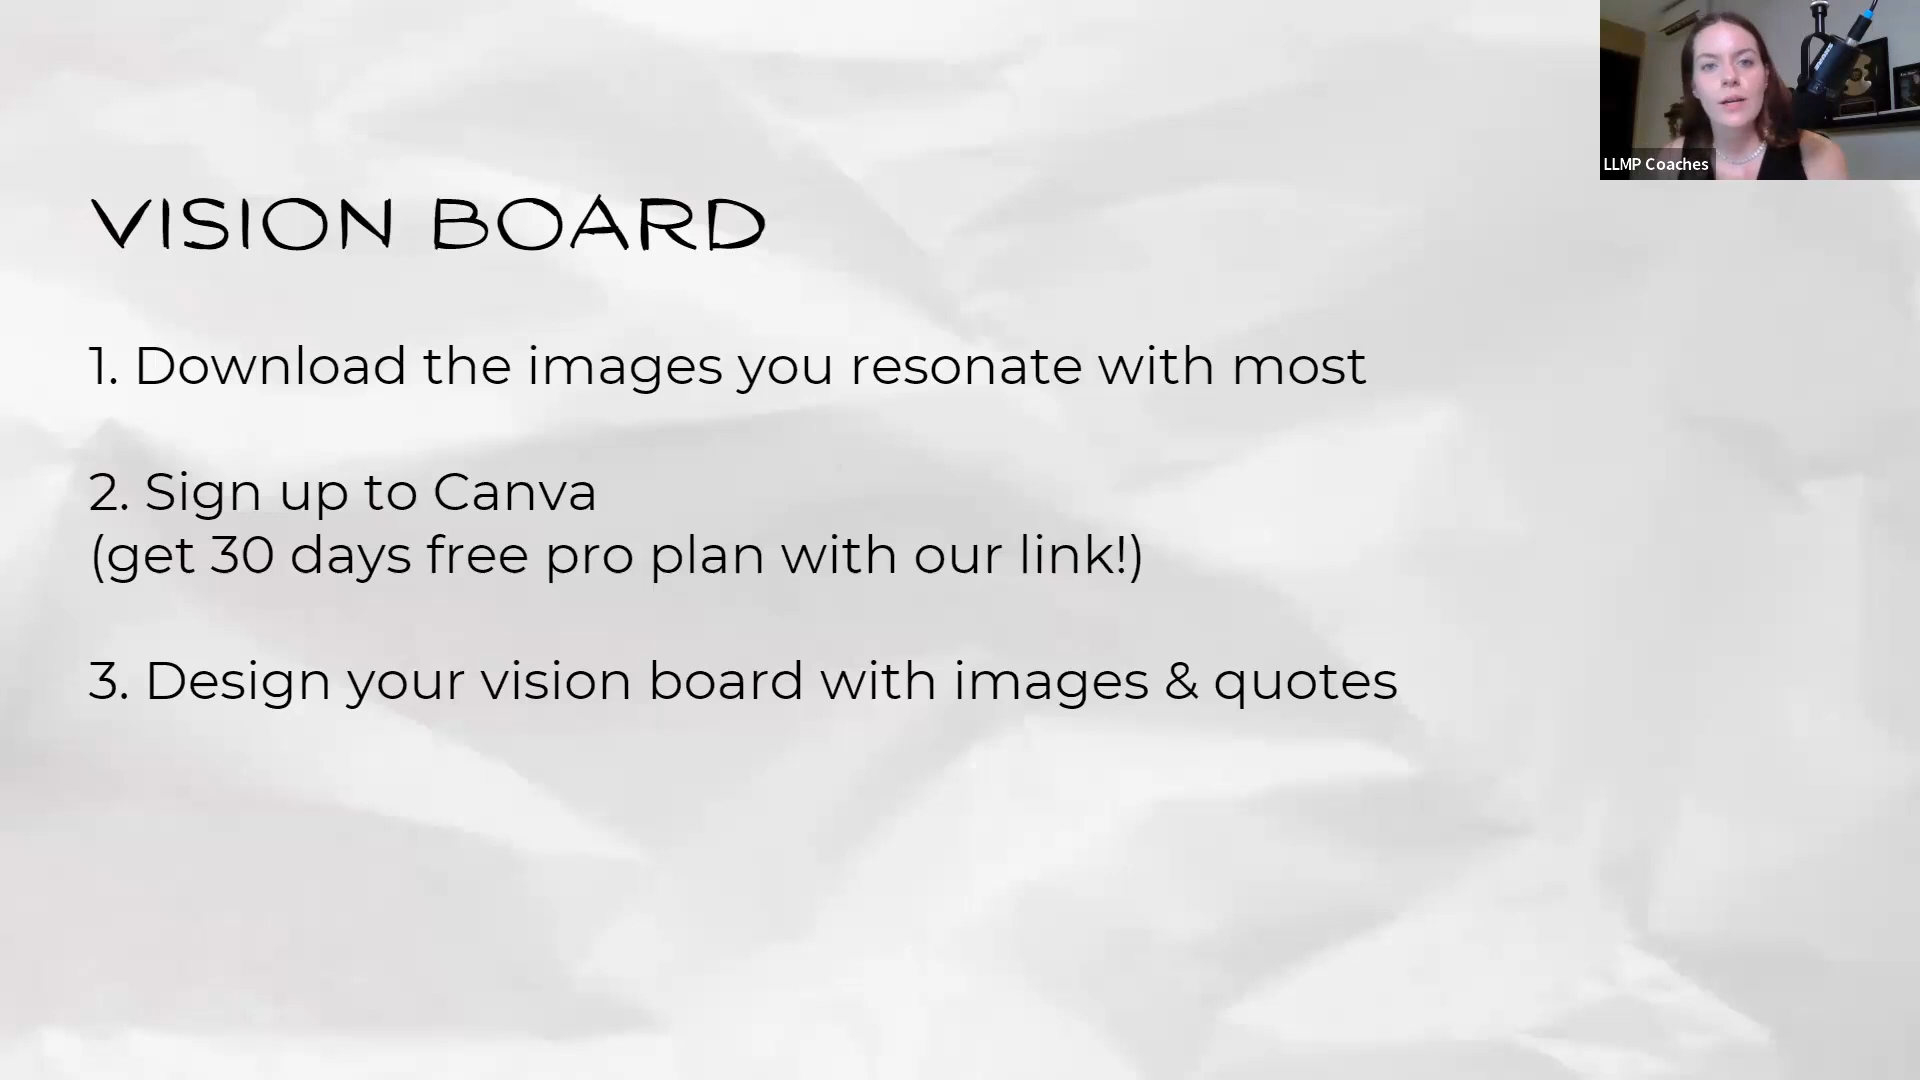 LLMP Coaches
VISION BOARD
1. Download the images you resonate with most
2. Sign up to Canva
(get 30 days free pro plan with our link!)
3. Design your vision board with images & quotes